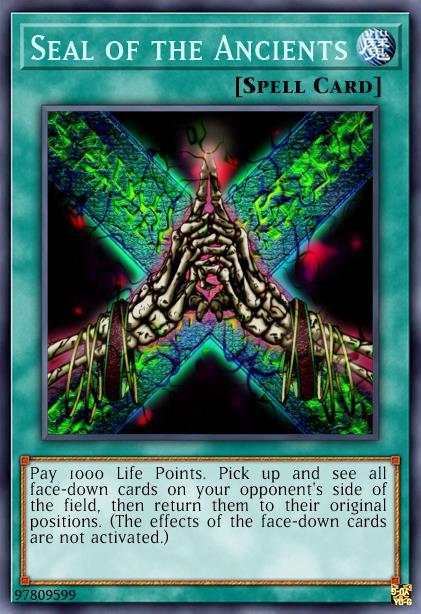 SEAL OF THE ANCIENTS
魔
[SPELL CARD]
Pay 1000 Life Points. Pick up and see all
face-down cards on your opponent's side of
the field, then return them to their original
positions. (The effects of the face-down cards
are not activated.)
97809599